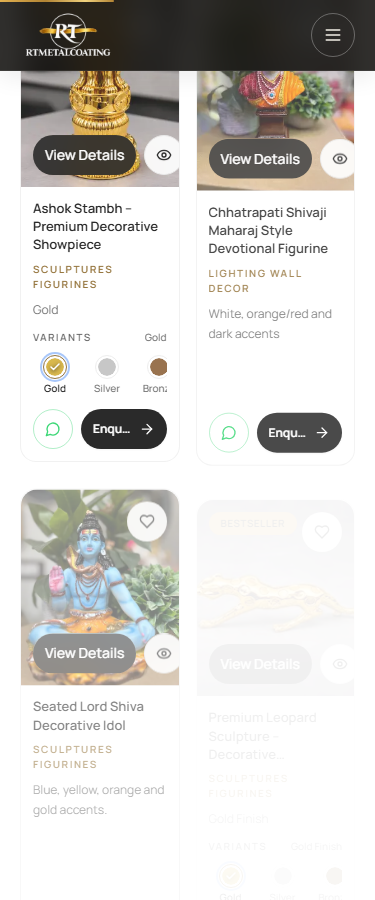 RT
RTMETALCOATING
View Details
Ashok Stambh –
Premium Decorative
Showpiece
SCULPTURES
FIGURINES
Gold
VARIANTS Gold
Gold Silver Bronz
Enqu...
View Details
Chhatrapati Shivaji
Maharaj Style
Devotional Figurine
LIGHTING WALL
DECOR
White, orange/red and
dark accents
Enqu...
View Details
Seated Lord Shiva
Decorative Idol
SCULPTURES
FIGURINES
Blue, yellow, orange and
gold accents.
BESTSELLER
View Details
Premium Leopard
Sculpture -
Decorative...
SCULPTURES
FIGURINES
Gold Finish
VARIANTS Gold Finish
Gold